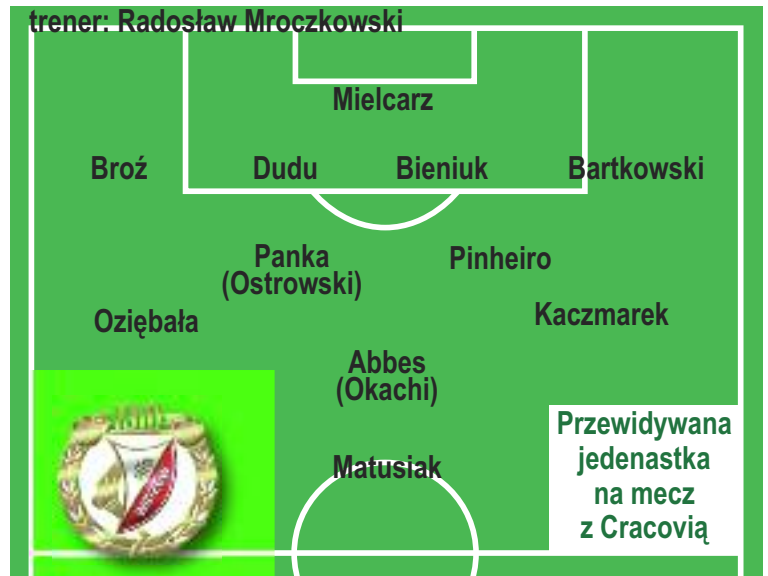 trener: Radosław Mroczkowski
Mielcarz
Broź Dudu Bieniuk Bartkowski
Panka
(Ostrowski)
Pinheiro
Oziębała
Kaczmarek
Abbes
(Okachi)
Matusiak
Przewidywana
jedenastka
na mecz
z Cracovią